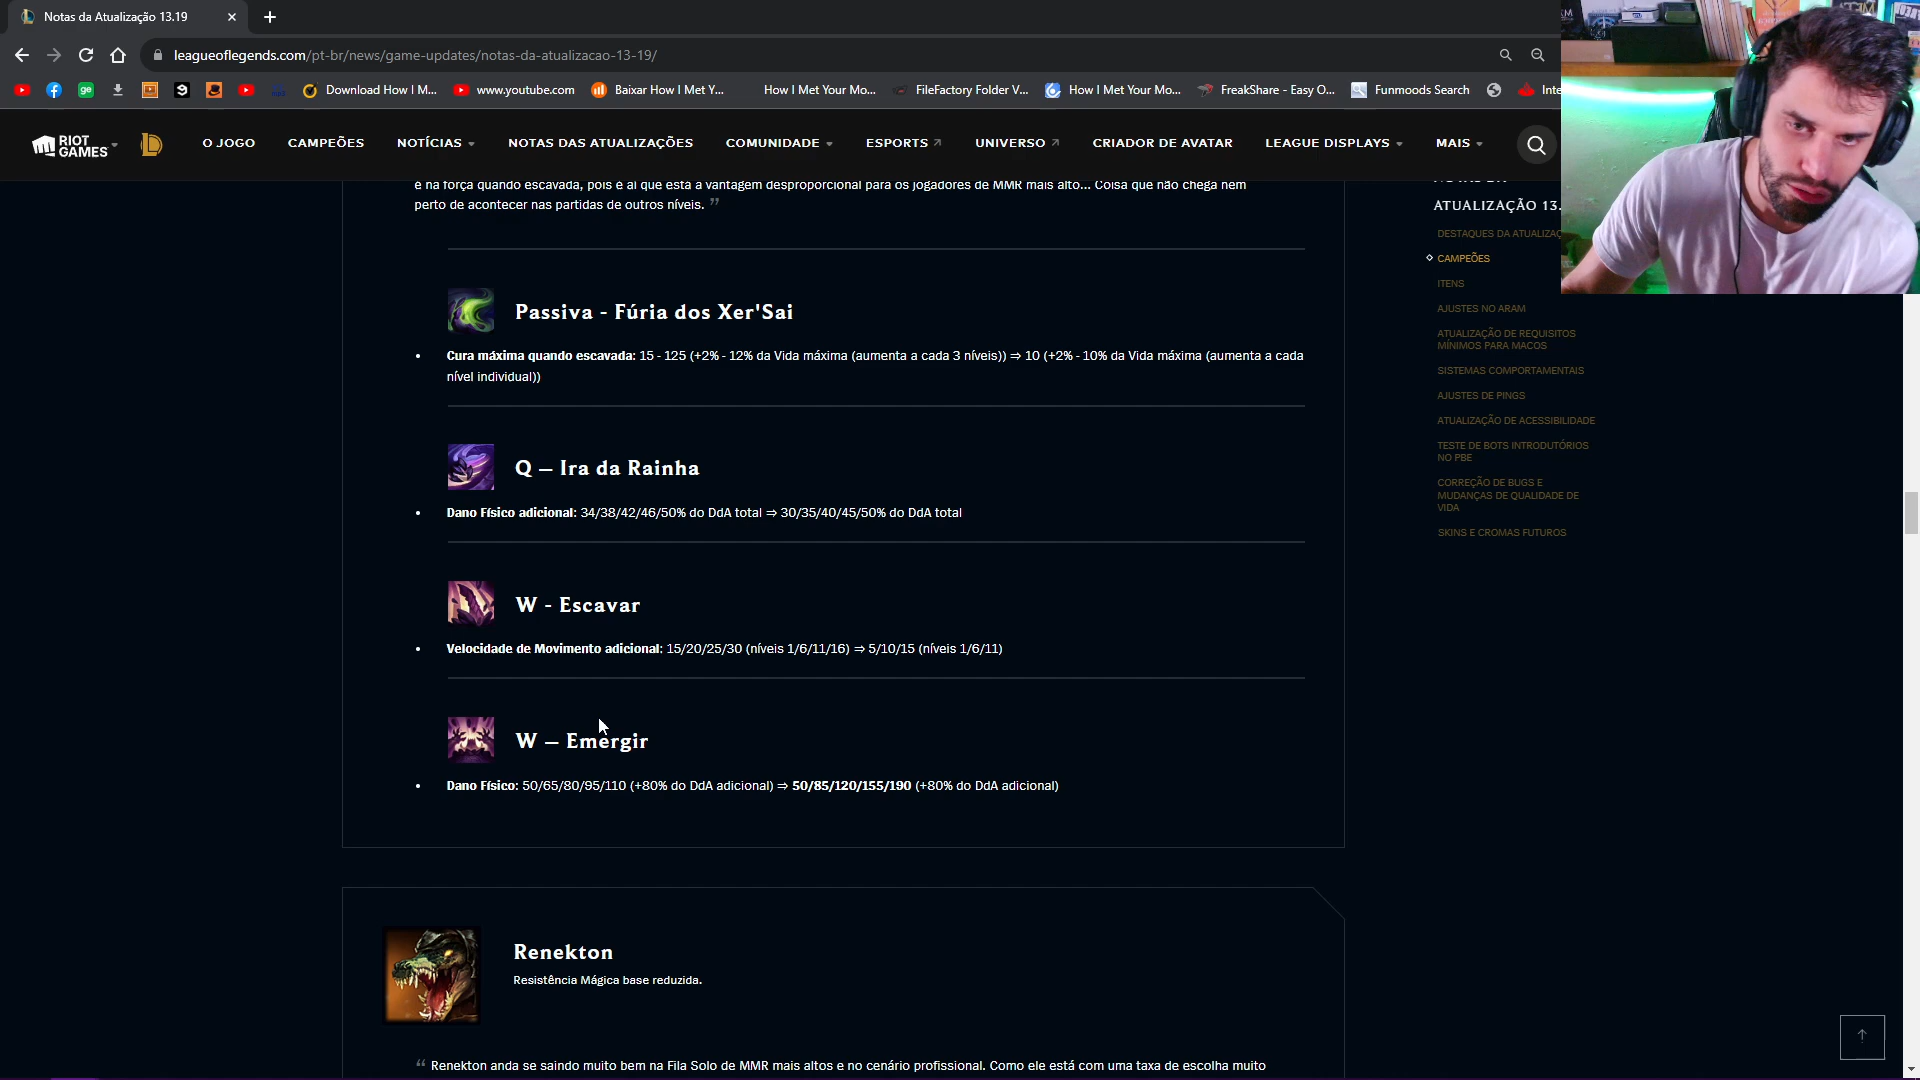 Notas da Atualização 13.19
leagueoflegends.com/pt-br/news/game-updates/notas-da-atualizacao-13-19/
Download How I M...
www.youtube.com
Baixar How I Met Y...
How I Met Your Mo...
FileFactory Folder V...
How I Met Your Mo...
FreakShare - Easy O...
Funmoods Search
Inte
RIOT GAMES
O JOGO
CAMPEÕES
NOTÍCIAS
NOTAS DAS ATUALIZAÇÕES
COMUNIDADE
ESPORTS
UNIVERSO
CRIADOR DE AVATAR
LEAGUE DISPLAYS
MAIS
e na força quando escavada, pois é aí que está a vantagem desproporcional para os jogadores de MMR mais alto... Coisa que não chega nem
perto de acontecer nas partidas de outros níveis. ”
Passiva - Fúria dos Xer'Sai
• Cura máxima quando escavada: 15 - 125 (+2% - 12% da Vida máxima (aumenta a cada 3 níveis)) ⇒ 10 (+2% - 10% da Vida máxima (aumenta a cada
nível individual))
Q – Ira da Rainha
• Dano Físico adicional: 34/38/42/46/50% do DdA total ⇒ 30/35/40/45/50% do DdA total
W - Escavar
• Velocidade de Movimento adicional: 15/20/25/30 (níveis 1/6/11/16) ⇒ 5/10/15 (níveis 1/6/11)
W – Emergir
• Dano Físico: 50/65/80/95/110 (+80% do DdA adicional) ⇒ 50/85/120/155/190 (+80% do DdA adicional)
Renekton
Resistência Mágica base reduzida.
“ Renekton anda se saindo muito bem na Fila Solo de MMR mais altos e no cenário profissional. Como ele está com uma taxa de escolha muito
ATUALIZAÇÃO 13.
DESTAQUES DA ATUALIZAÇ
CAMPEÕES
ITENS
AJUSTES NO ARAM
ATUALIZAÇÃO DE REQUISITOS
MÍNIMOS PARA MACOS
SISTEMAS COMPORTAMENTAIS
AJUSTES DE PINGS
ATUALIZAÇÃO DE ACESSIBILIDADE
TESTE DE BOTS INTRODUTÓRIOS
NO PBE
CORREÇÃO DE BUGS E
MUDANÇAS DE QUALIDADE DE
VIDA
SKINS E CROMAS FUTUROS